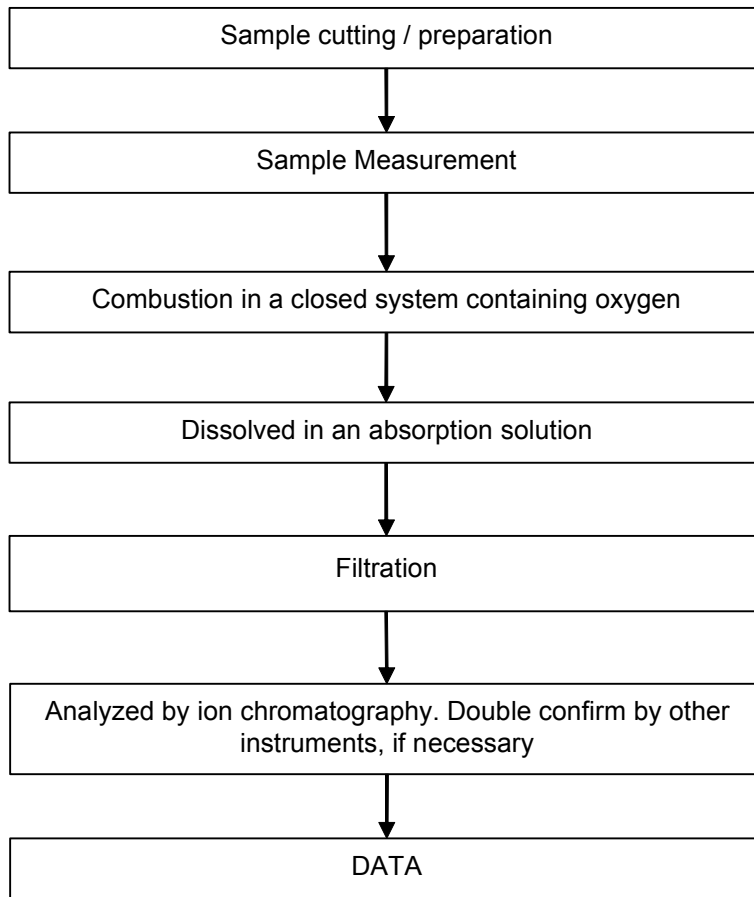 Sample cutting / preparation
Sample Measurement
Combustion in a closed system containing oxygen
Dissolved in an absorption solution
Filtration
Analyzed by ion chromatography. Double confirm by other
instruments, if necessary
DATA